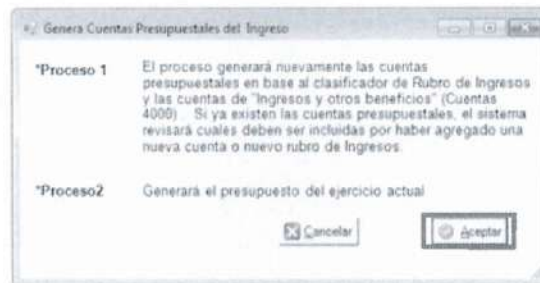 Genera Cuentas Presupuestales del Ingreso
*Proceso 1 El proceso generará nuevamente las cuentas
presupuestales en base al clasificador de Rubro de Ingresos
y las cuentas de "Ingresos y otros beneficios" (Cuentas
4000). Si ya existen las cuentas presupuestales, el sistema
revisará cuales deben ser incluidas por haber agregado una
nueva cuenta o nuevo rubro de Ingresos.
*Proceso2 Generará el presupuesto del ejercicio actual
Cancelar Aceptar